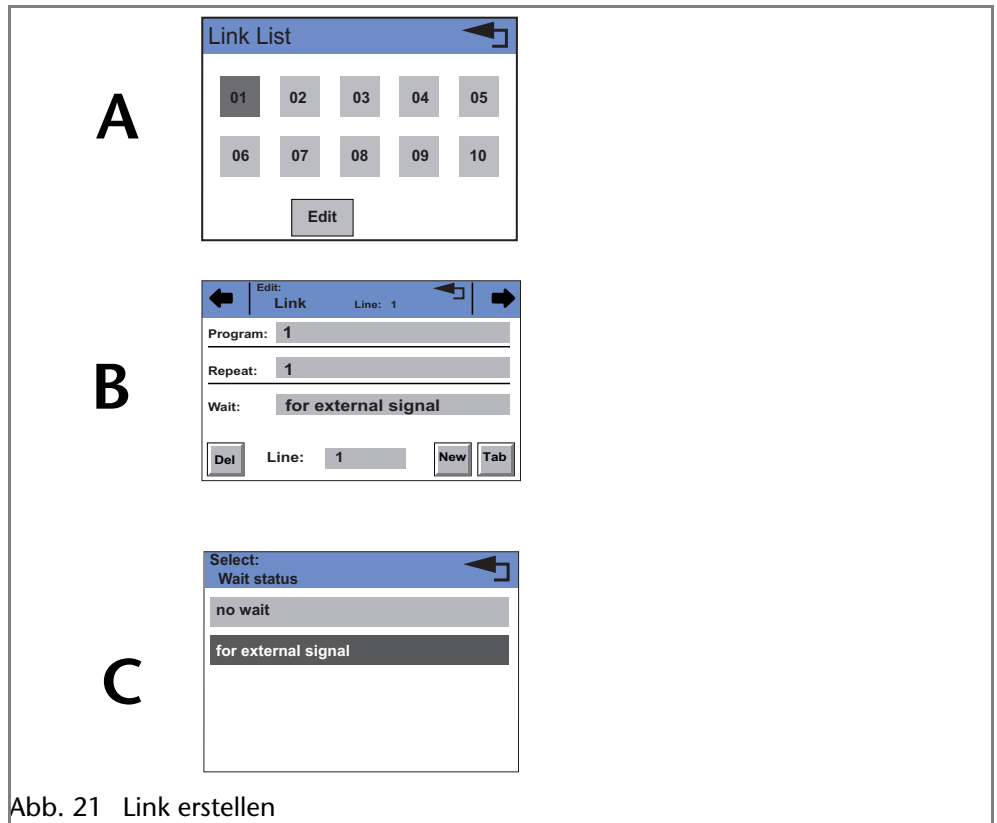 A
Link List
01 02 03 04 05
06 07 08 09 10
Edit
B
Edit:
Link Line: 1
Program: 1
Repeat: 1
Wait: for external signal
Del Line: 1 New Tab
C
Select:
Wait status
no wait
for external signal
Abb. 21 Link erstellen